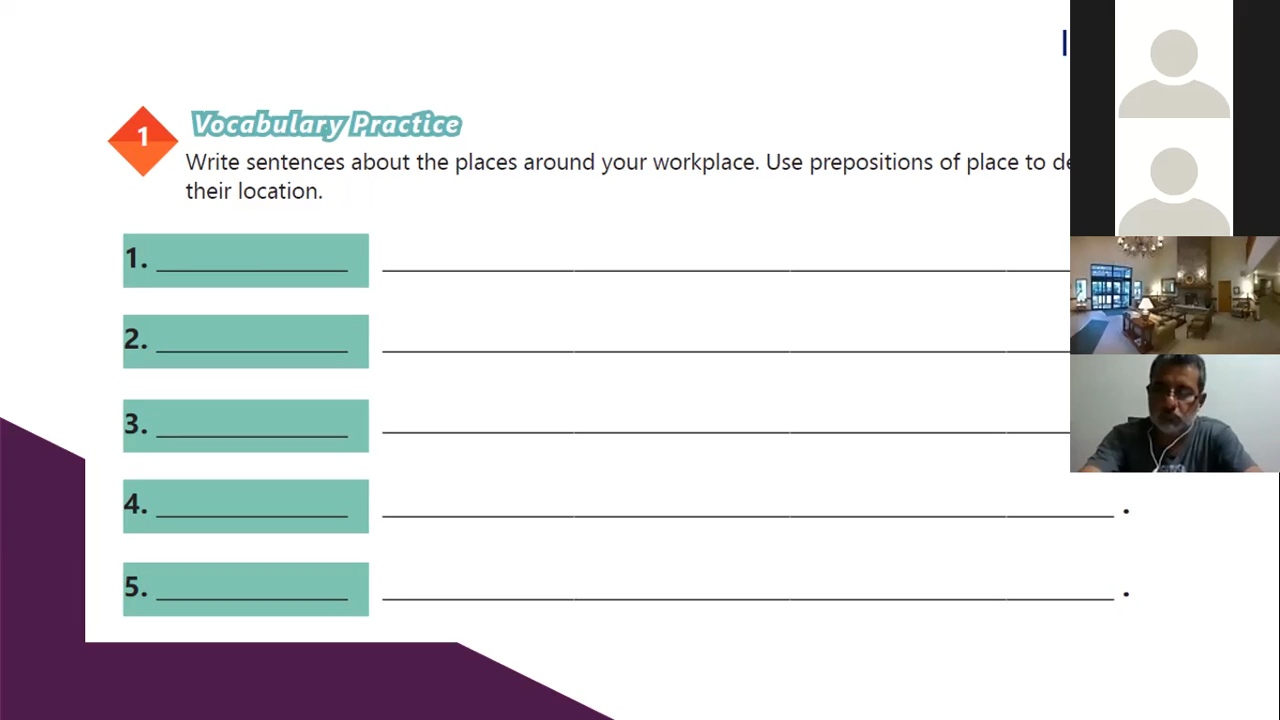 1
Vocabulary Practice
Write sentences about the places around your workplace. Use prepositions of place to
their location.
1.
2.
3.
4. .
5. .